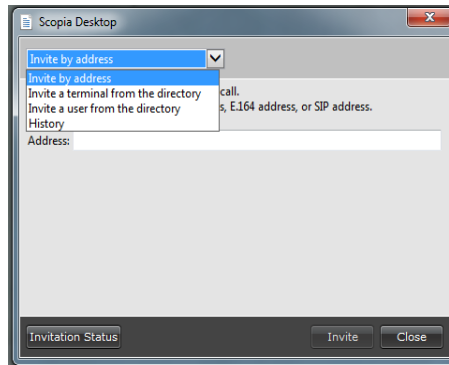 Scopia Desktop
Invite by address
Invite by address
Invite a terminal from the directory
Invite a user from the directory
History
call.
s, E.164 address, or SIP address.
Address:
Invitation Status
Invite
Close